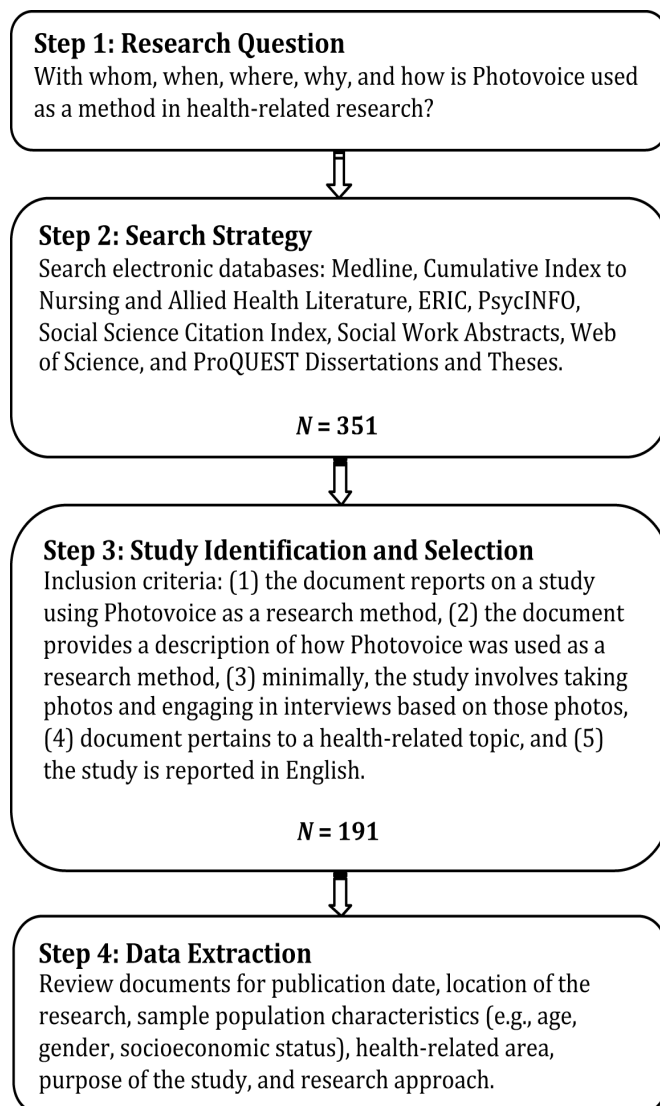 Step 1: Research Question
With whom, when, where, why, and how is Photovoice used
as a method in health-related research?
Step 2: Search Strategy
Search electronic databases: Medline, Cumulative Index to
Nursing and Allied Health Literature, ERIC, PsycINFO,
Social Science Citation Index, Social Work Abstracts, Web
of Science, and ProQUEST Dissertations and Theses.
N = 351
Step 3: Study Identification and Selection
Inclusion criteria: (1) the document reports on a study
using Photovoice as a research method, (2) the document
provides a description of how Photovoice was used as a
research method, (3) minimally, the study involves taking
photos and engaging in interviews based on those photos,
(4) document pertains to a health-related topic, and (5)
the study is reported in English.
N = 191
Step 4: Data Extraction
Review documents for publication date, location of the
research, sample population characteristics (e.g., age,
gender, socioeconomic status), health-related area,
purpose of the study, and research approach.